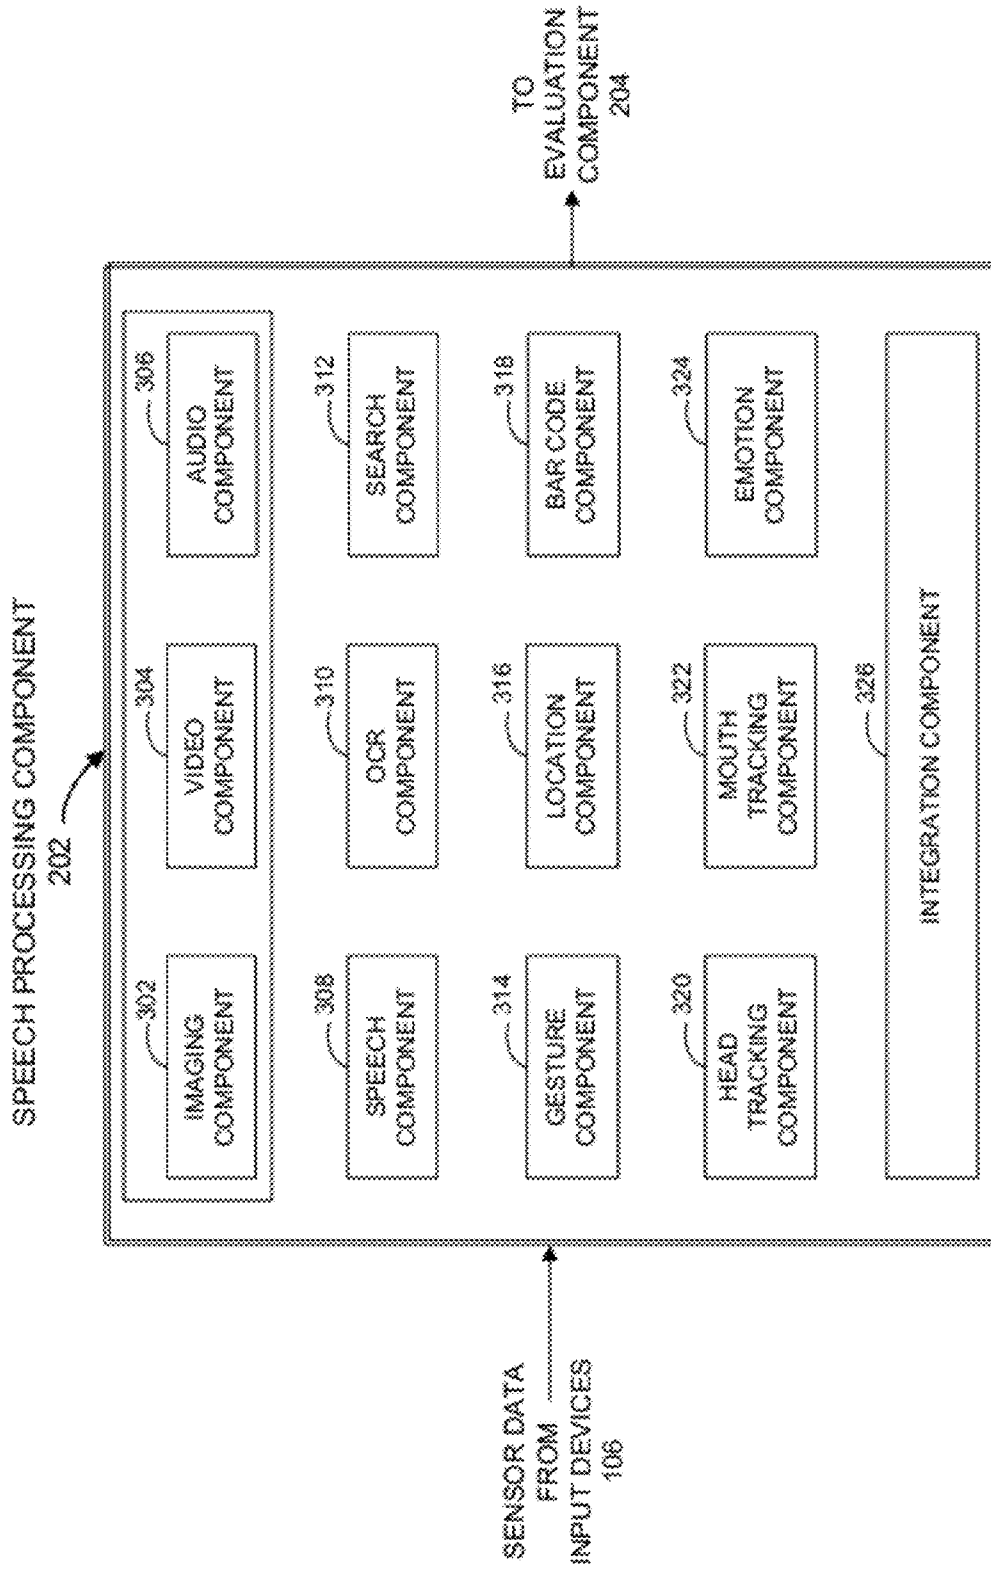 SPEECH PROCESSING COMPONENT
202
302
IMAGING
COMPONENT
304
VIDEO
COMPONENT
306
AUDIO
COMPONENT
308
SPEECH
COMPONENT
310
OCR
COMPONENT
312
SEARCH
COMPONENT
SENSOR DATA
FROM
INPUT DEVICES
106
314
GESTURE
COMPONENT
316
LOCATION
COMPONENT
318
BAR CODE
COMPONENT
TO
EVALUATION
COMPONENT
204
320
HEAD
TRACKING
COMPONENT
322
MOUTH
TRACKING
COMPONENT
324
EMOTION
COMPONENT
326
INTEGRATION COMPONENT